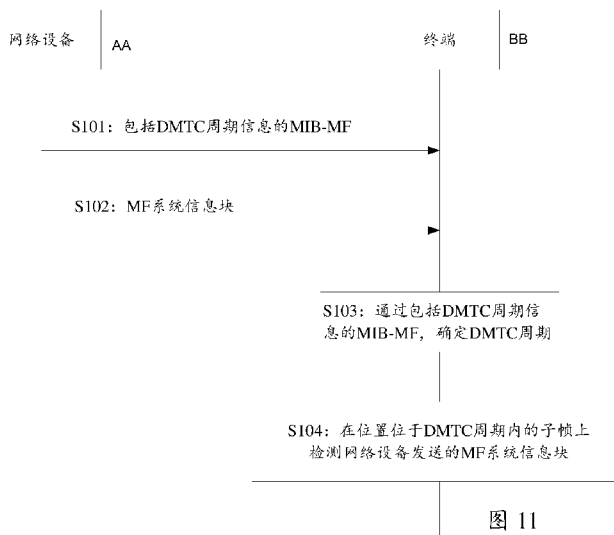 网络设备 AA 终端 BB
S101：包括DMTC周期信息的MIB-MF
S102：MF系统信息块
S103：通过包括DMTC周期信
息的MIB-MF，确定DMTC周期
S104：在位置位于DMTC周期内的子帧上
检测网络设备发送的MF系统信息块
图 11